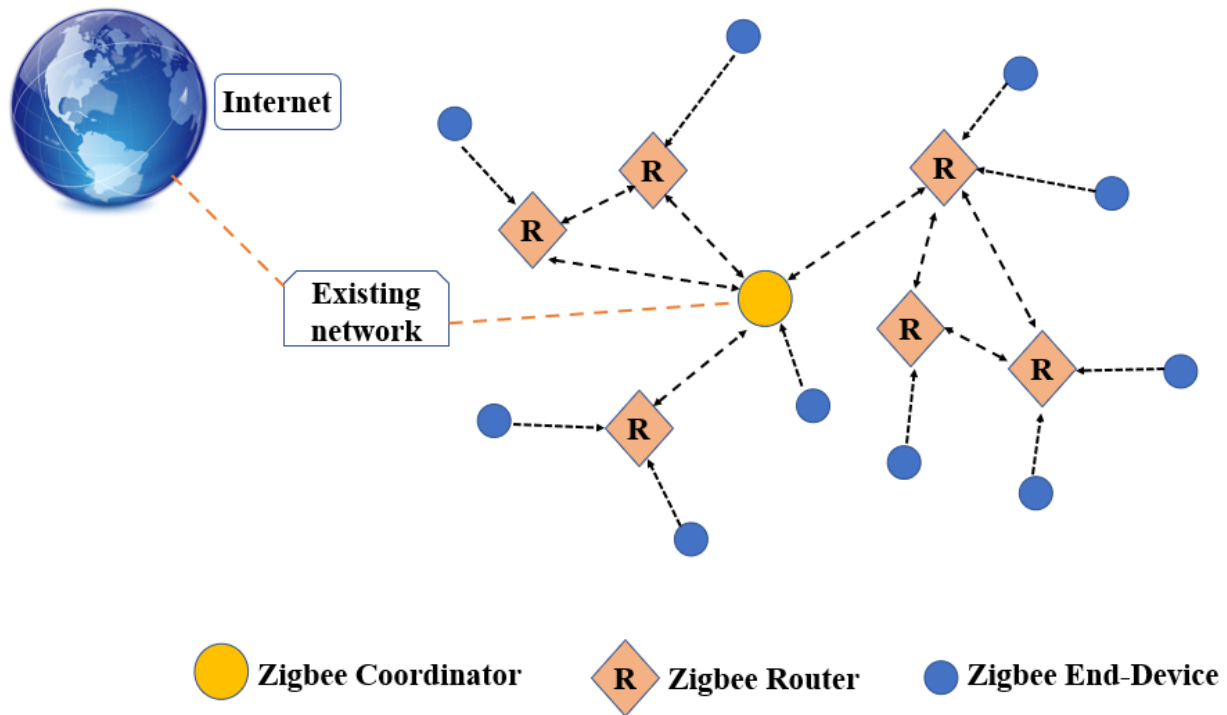 Internet
R
R
R
Existing
network
R
R
R
Zigbee Coordinator
R
Zigbee Router
Zigbee End-Device